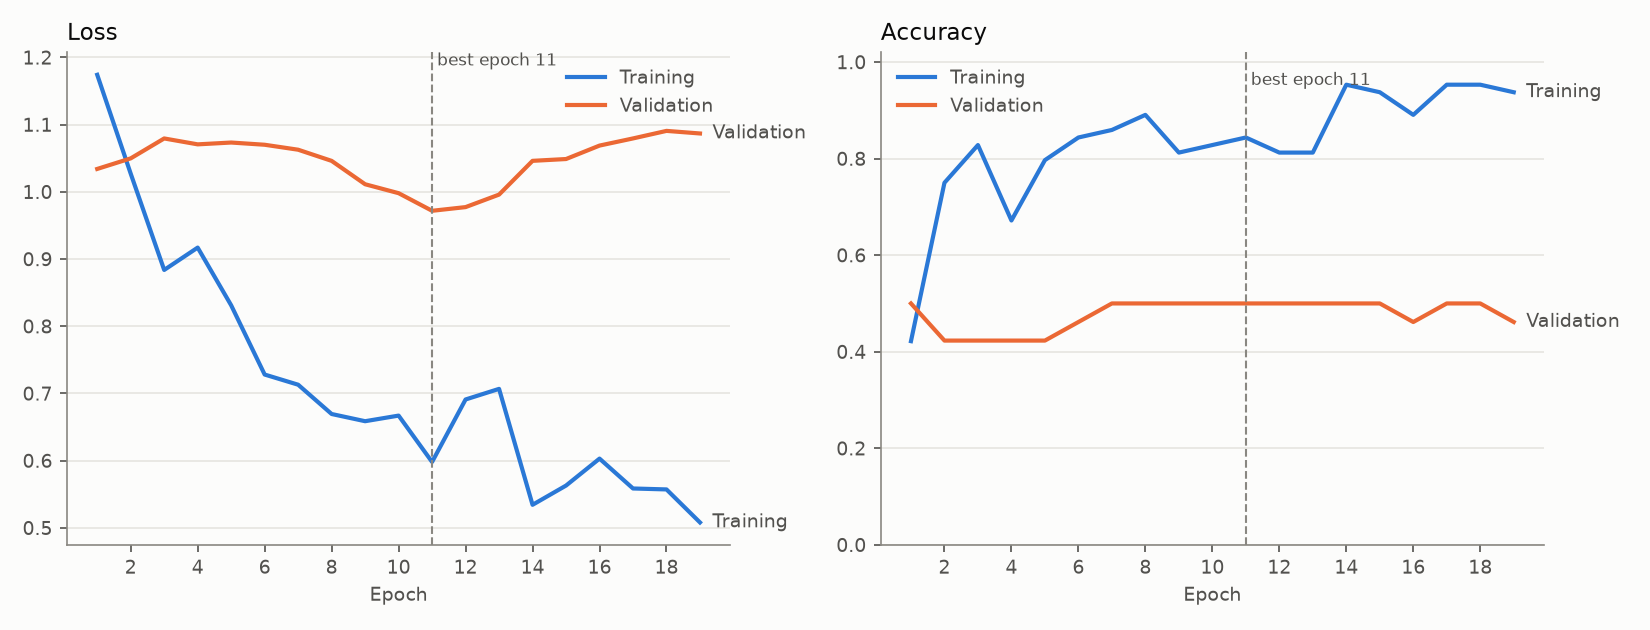 Loss
1.2
1.1
1.0
0.9
0.8
0.7
0.6
0.5
best epoch 11
Training
Validation
Validation
Training
2 4 6 8 10 12 14 16 18
Epoch
Accuracy
1.0
0.8
0.6
0.4
0.2
0.0
Training
Validation
best epoch 11
Training
Validation
2 4 6 8 10 12 14 16 18
Epoch